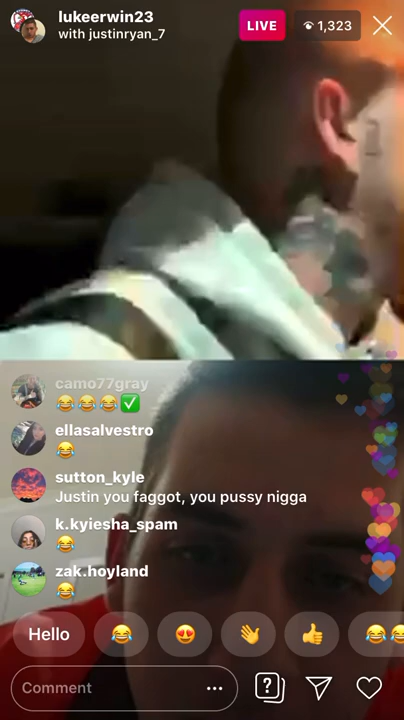 lukeerwin23
with justinryan_7
LIVE
1,323
camo77gray
😂😂😂✅
ellasalvestro
😂
sutton_kyle
Justin you faggot, you pussy nigga
k.kyiesha_spam
😂
zak.hoyland
😂
Hello 😂 😍 👋 👍 😂😂
Comment